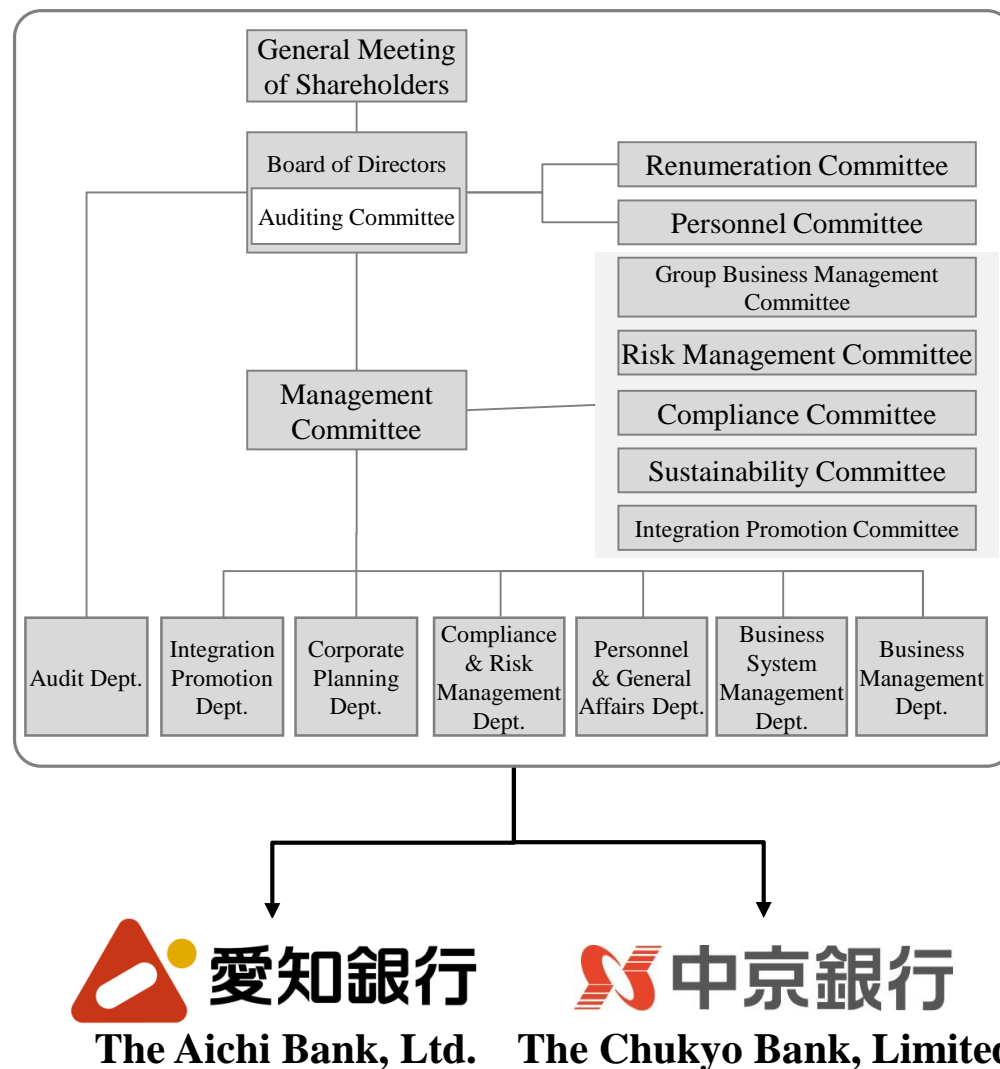 General Meeting
of Shareholders
Board of Directors
Auditing Committee
Renumeration Committee
Personnel Committee
Group Business Management
Committee
Risk Management Committee
Management
Committee
Compliance Committee
Sustainability Committee
Integration Promotion Committee
Audit Dept.
Integration
Promotion
Dept.
Corporate
Planning
Dept.
Compliance
& Risk
Management
Dept.
Personnel
& General
Affairs Dept.
Business
System
Management
Dept.
Business
Management
Dept.
愛知銀行
The Aichi Bank, Ltd.
中京銀行
The Chukyo Bank, Limited